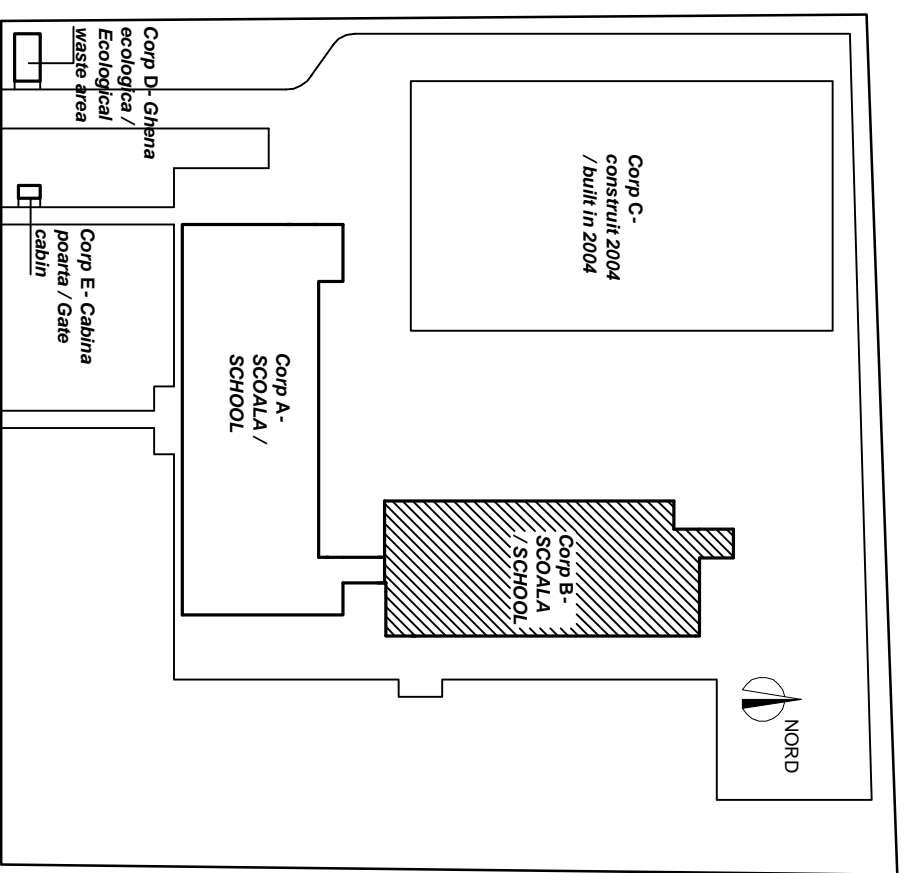 Corp D- Ghena
ecologica /
Ecological
waste area
Corp E - Cabina
poarta / Gate
cabin
Corp C-
construit 2004
/ built in 2004
Corp A-
SCOALA /
SCHOOL
Corp B-
SCOALA
/ SCHOOL
NORD